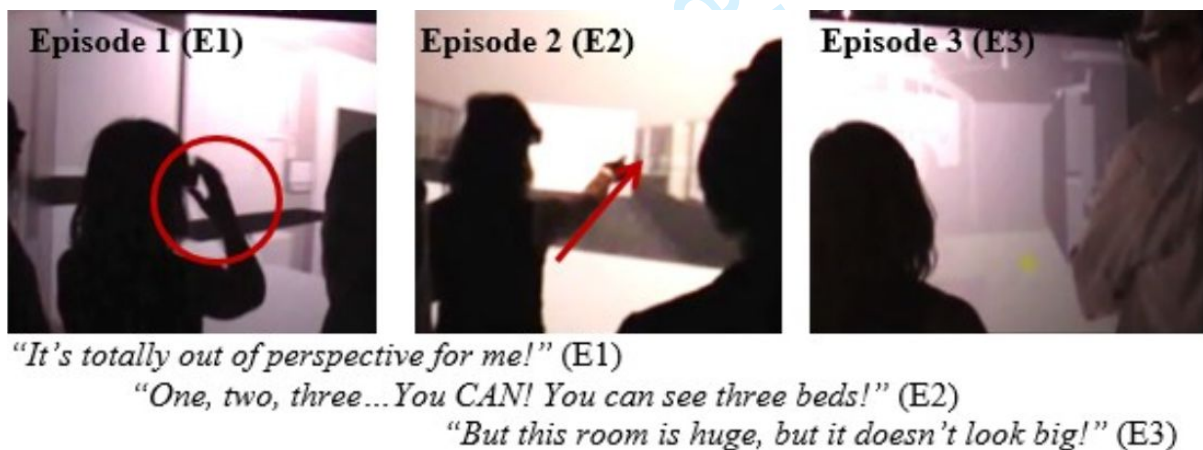 Episode 1 (E1)
Episode 2 (E2)
Episode 3 (E3)
“It’s totally out of perspective for me!” (E1)
“One, two, three…You CAN! You can see three beds!” (E2)
“But this room is huge, but it doesn’t look big!” (E3)